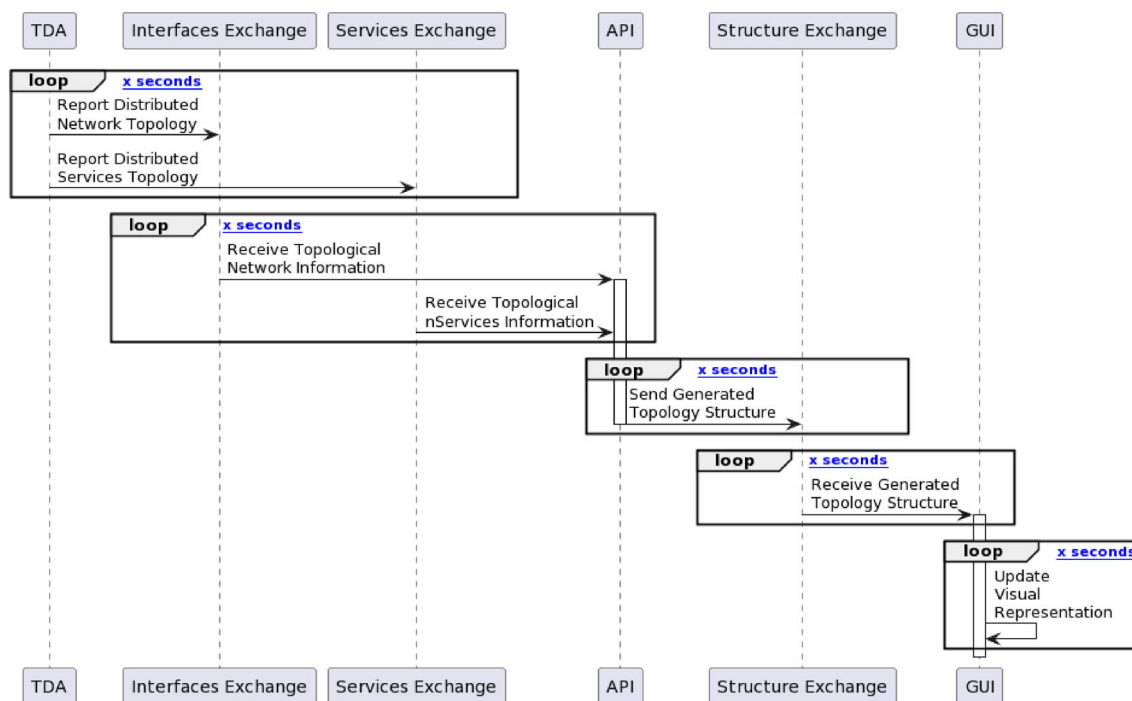 TDA
Interfaces Exchange
Services Exchange
API
Structure Exchange
GUI
loop
x seconds
Report Distributed
Network Topology
Report Distributed
Services Topology
loop
x seconds
Receive Topological
Network Information
Receive Topological
nServices Information
loop
x seconds
Send Generated
Topology Structure
loop
x seconds
Receive Generated
Topology Structure
loop
x seconds
Update
Visual
Representation
TDA
Interfaces Exchange
Services Exchange
API
Structure Exchange
GUI